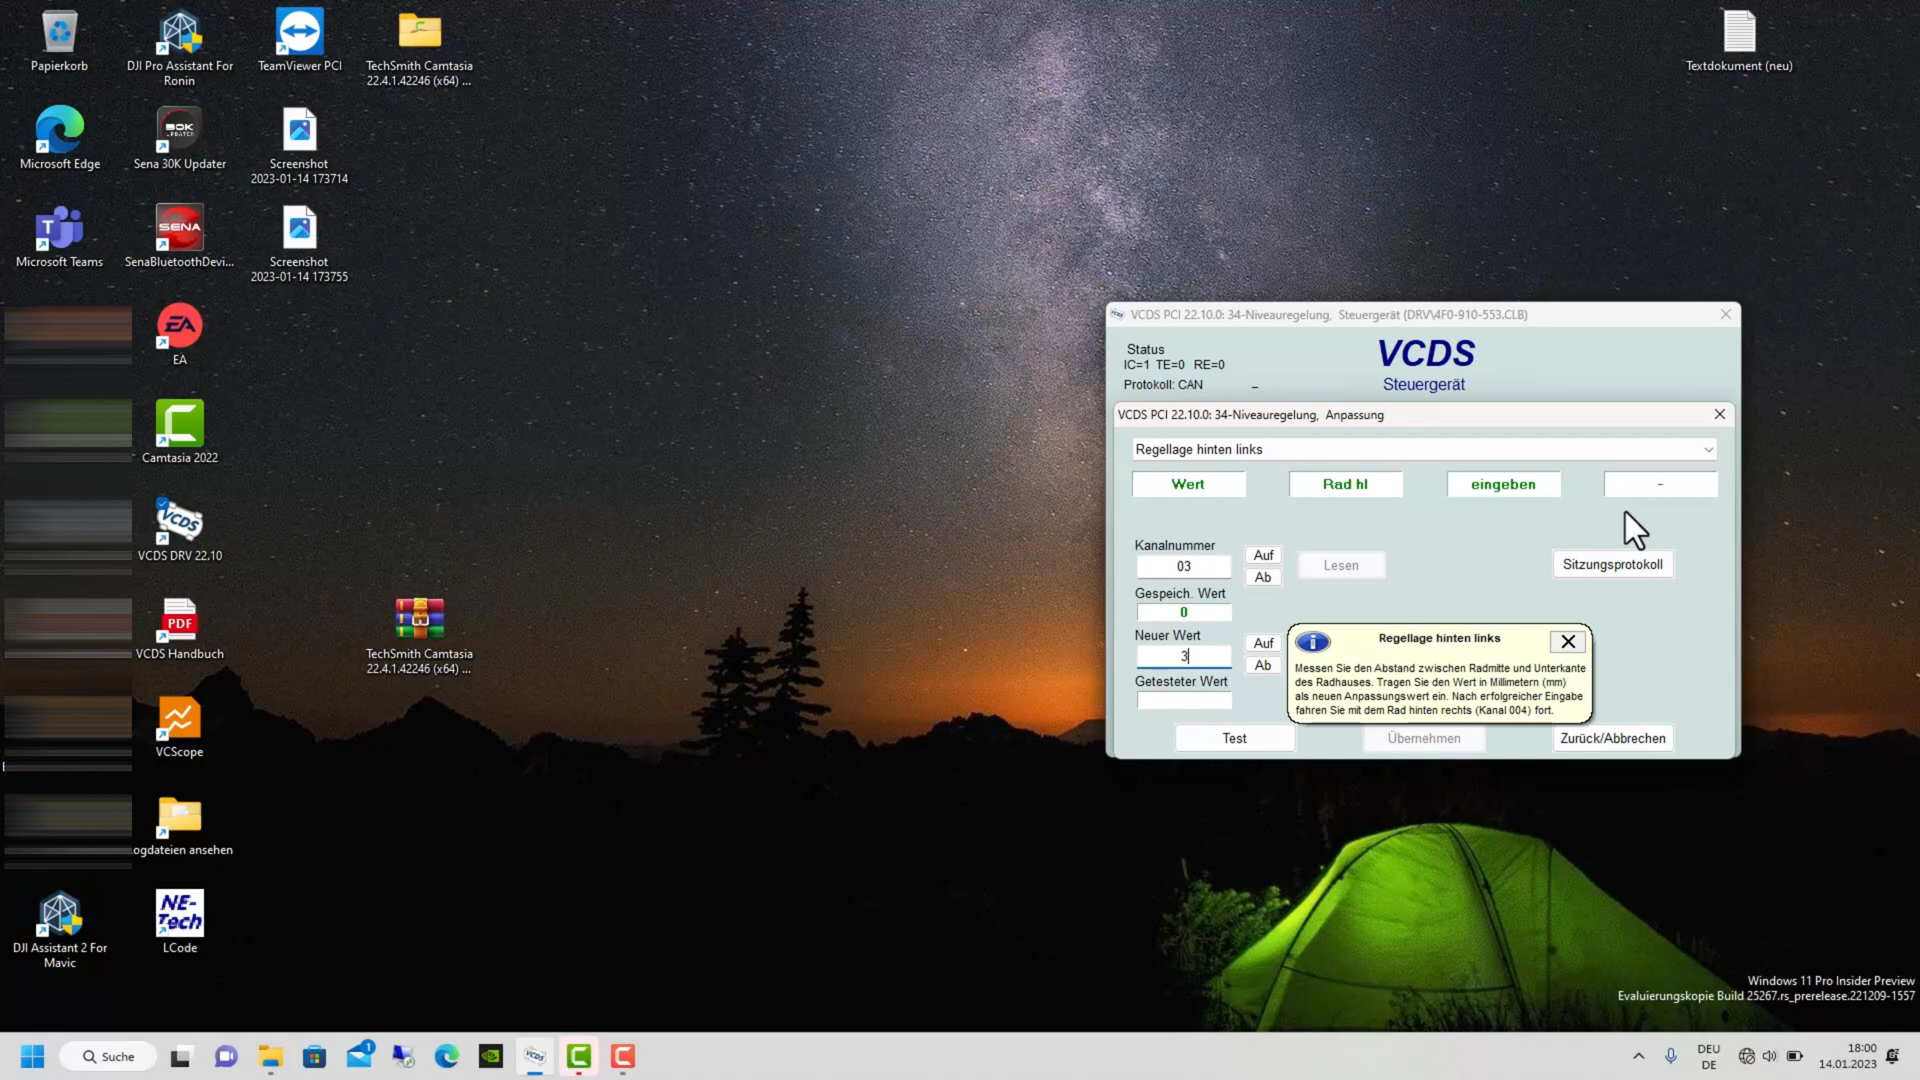 Papierkorb
DJI Pro Assistant For
Ronin
TeamViewer PCI
TechSmith Camtasia
22.4.1.42246 (x64) ...
Textdokument (neu)
Microsoft Edge
Sena 30K Updater
Screenshot
2023-01-14 173714
Microsoft Teams
SENA
SenaBluetoothDevi...
Screenshot
2023-01-14 173755
EA
EA
Camtasia 2022
VCDS
VCDS DRV 22.10
PDF
VCDS Handbuch
TechSmith Camtasia
22.4.1.42246 (x64) ...
VCScope
ogdateien ansehen
DJI Assistant 2 For
Mavic
NE-
Tech
LCode
VCDS PCI 22.10.0: 34-Niveauregelung, Steuergerät (DRV\4F0-910-553.CLB)
Status
IC=1 TE=0 RE=0
Protokoll: CAN
VCDS
Steuergerät
VCDS PCI 22.10.0: 34-Niveauregelung, Anpassung
Regellage hinten links
Wert
Rad hl
eingeben
-
Kanalnummer
03
Auf
Ab
Lesen
Sitzungsprotokoll
Gespeich. Wert
0
Neuer Wert
3
Auf
Ab
Getesteter Wert
Regellage hinten links
Messen Sie den Abstand zwischen Radmitte und Unterkante
des Radhauses. Tragen Sie den Wert in Millimetern (mm)
als neuen Anpassungswert ein. Nach erfolgreicher Eingabe
fahren Sie mit dem Rad hinten rechts (Kanal 004) fort.
Test
Übernehmen
Zurück/Abbrechen
Windows 11 Pro Insider Preview
Evaluierungskopie Build 25267.rs_prerelease.221209-1557
Suche
1
VCDS
DEU
DE
18:00
14.01.2023